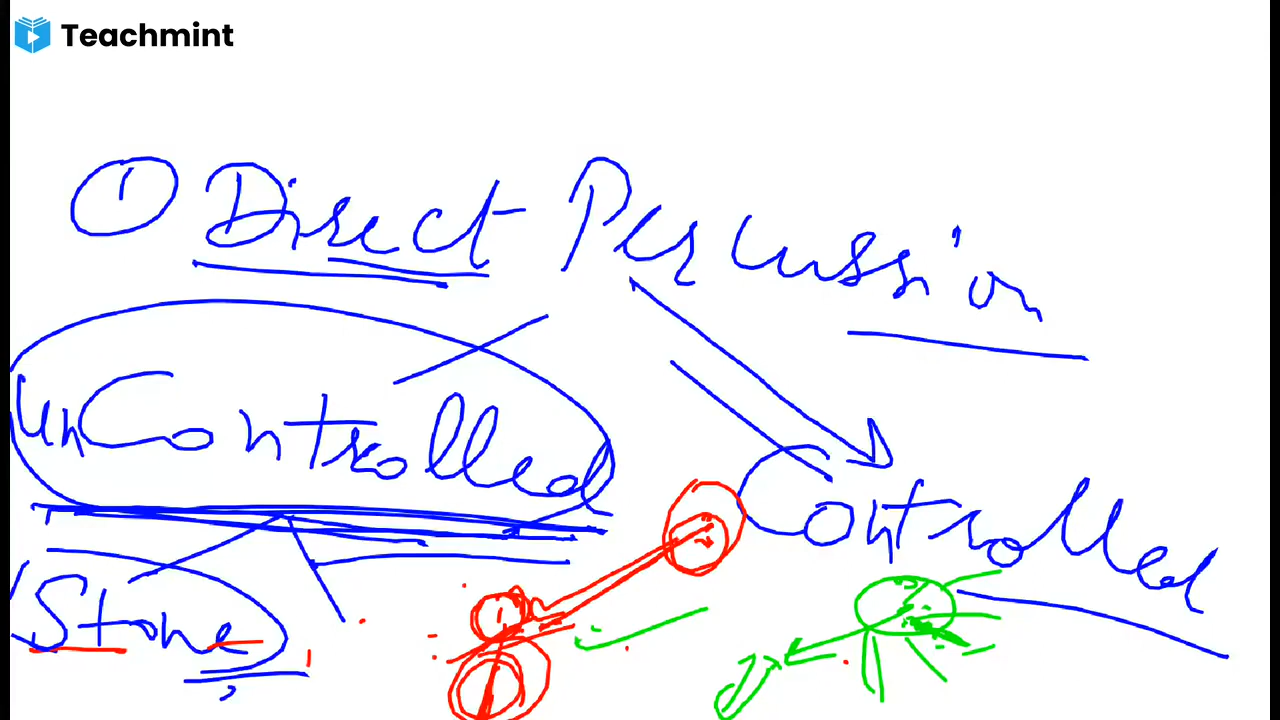 Teachmint
① Direct Percussion
unControlled
Controlled
Stone